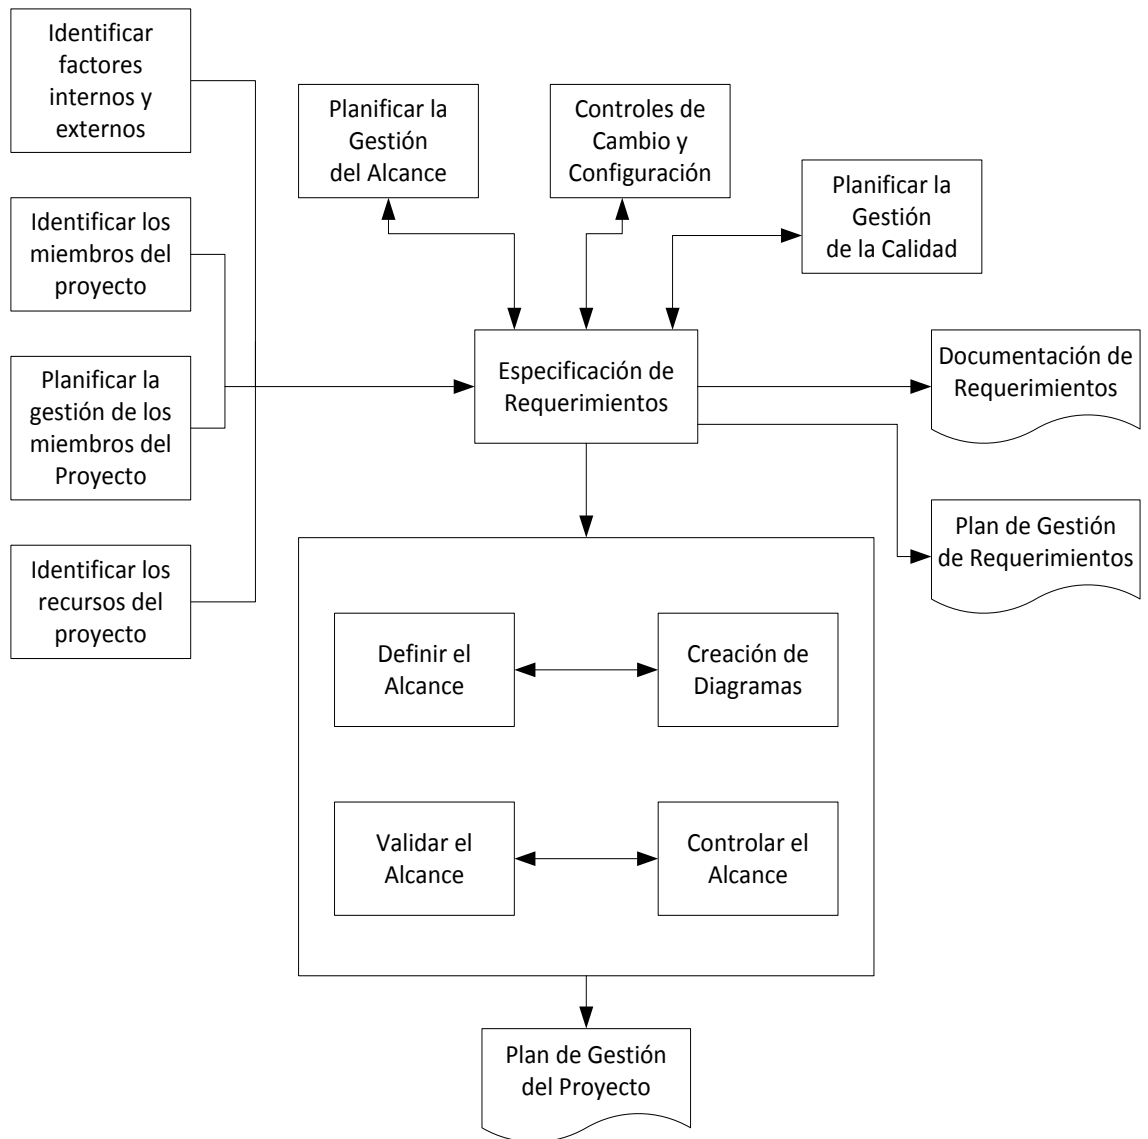 Identificar
factores
internos y
externos
Planificar la
Gestión
del Alcance
Controles de
Cambio y
Configuración
Planificar la
Gestión
de la Calidad
Identificar los
miembros del
proyecto
Planificar la
gestión de los
miembros del
Proyecto
Identificar los
recursos del
proyecto
Especificación de
Requerimientos
Documentación de
Requerimientos
Plan de Gestión
de Requerimientos
Definir el
Alcance
Creación de
Diagramas
Validar el
Alcance
Controlar el
Alcance
Plan de Gestión
del Proyecto